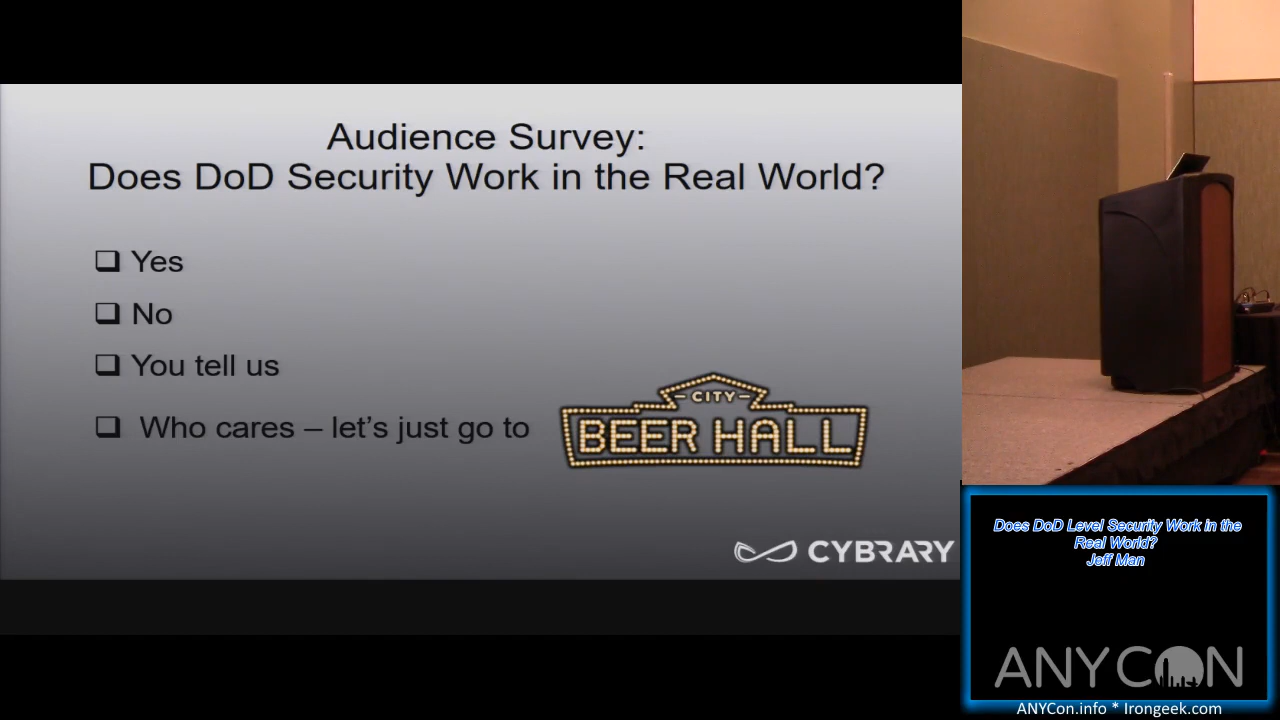 Audience Survey:
Does DoD Security Work in the Real World?
❑ Yes
❑ No
❑ You tell us
❑ Who cares – let's just go to
CITY
BEER HALL
CYBRARY
Does DoD Level Security Work in the
Real World?
Jeff Man
ANYCON
ANYCon.info * Irongeek.com